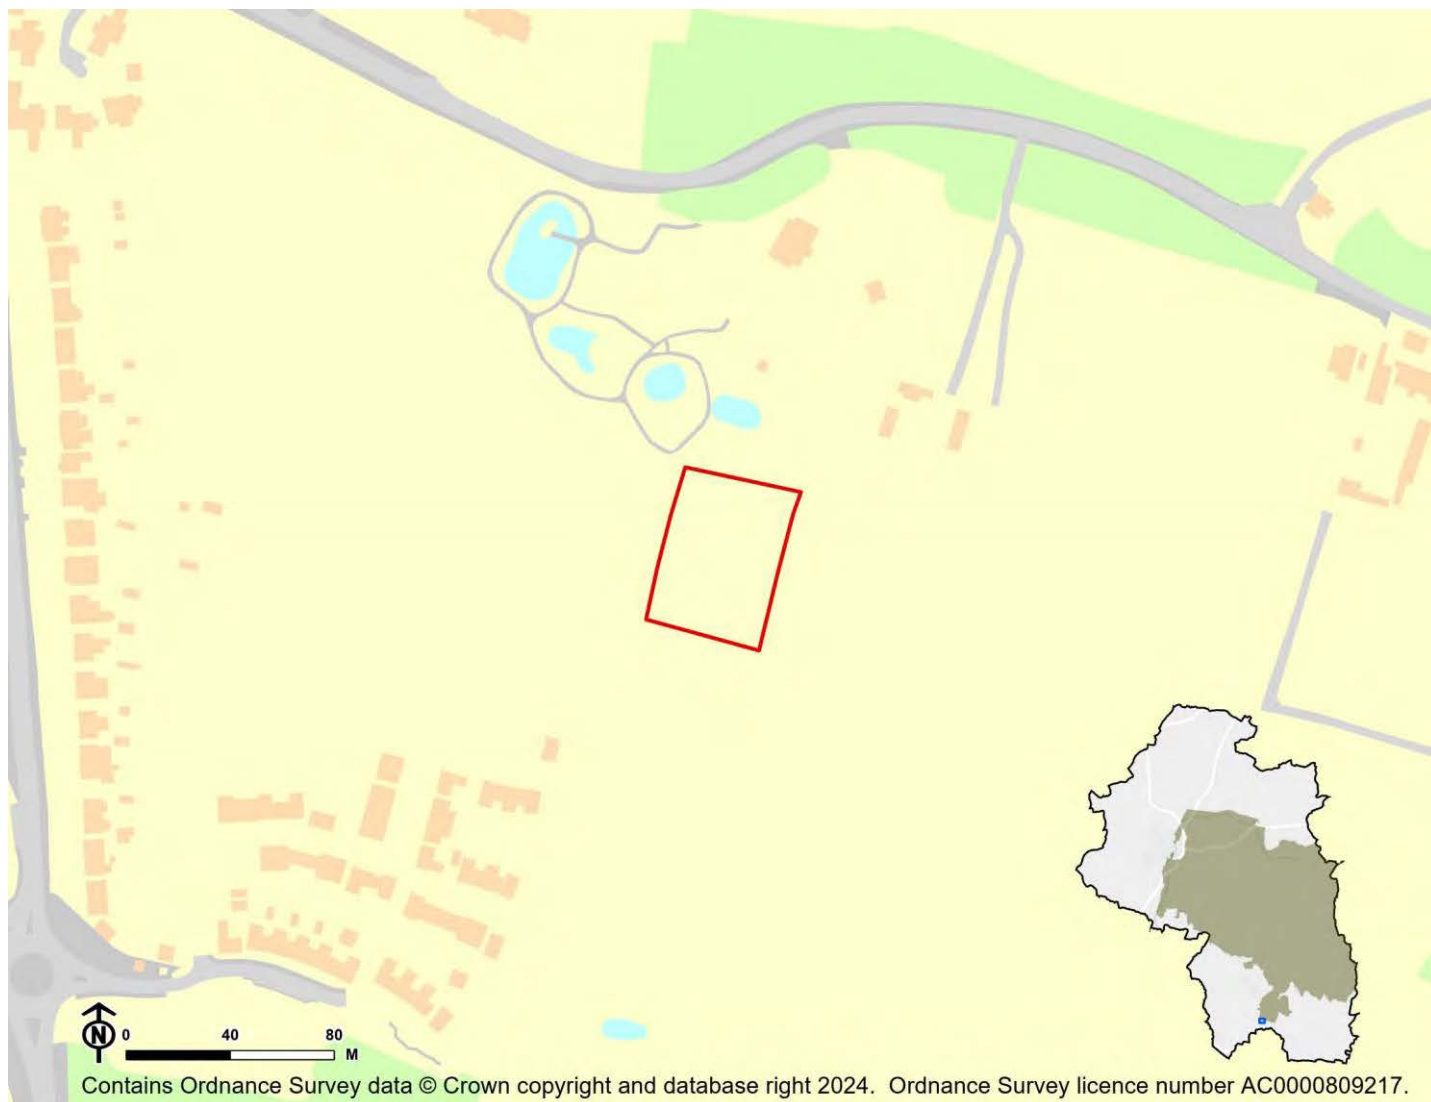 N 0 40 80
M
Contains Ordnance Survey data © Crown copyright and database right 2024. Ordnance Survey licence number AC0000809217.